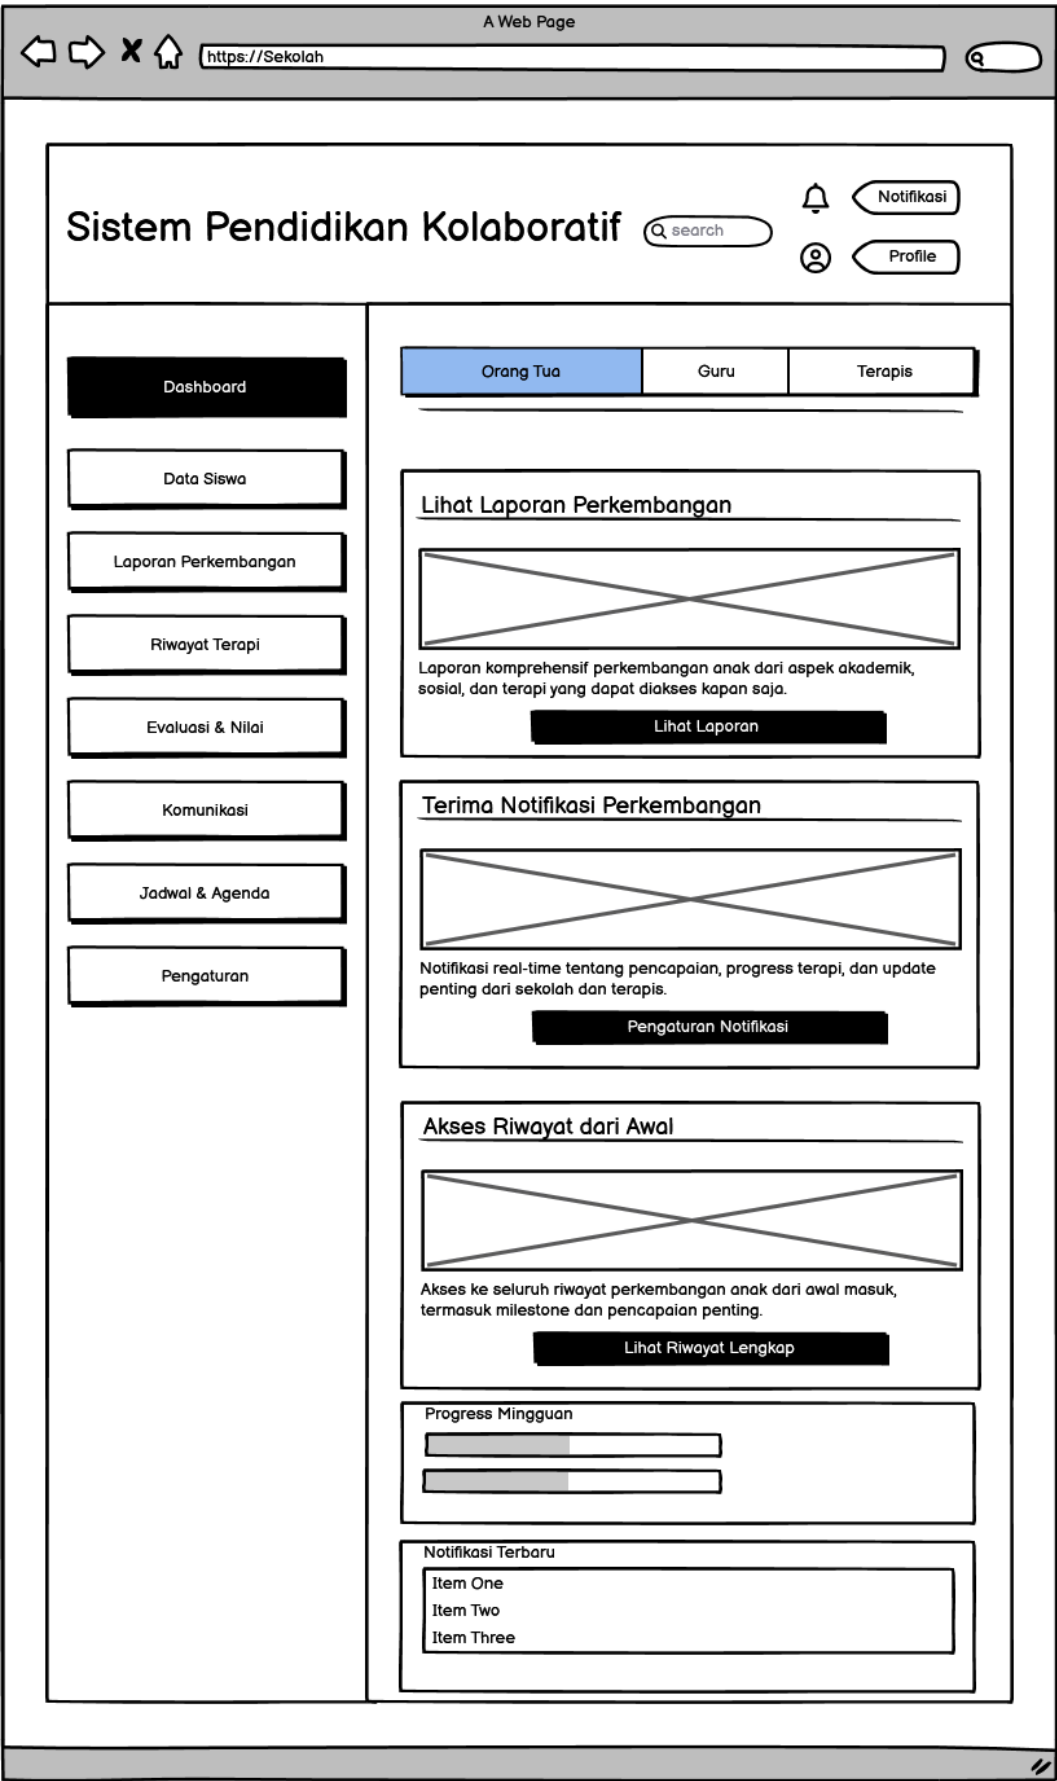 A Web Page
https://Sekolah
Sistem Pendidikan Kolaboratif
search
Notifikasi
Profile
Dashboard
Data Siswa
Laporan Perkembangan
Riwayat Terapi
Evaluasi & Nilai
Komunikasi
Jadwal & Agenda
Pengaturan
Orang Tua
Guru
Terapis
Lihat Laporan Perkembangan
Laporan komprehensif perkembangan anak dari aspek akademik,
sosial, dan terapi yang dapat diakses kapan saja.
Lihat Laporan
Terima Notifikasi Perkembangan
Notifikasi real-time tentang pencapaian, progress terapi, dan update
penting dari sekolah dan terapis.
Pengaturan Notifikasi
Akses Riwayat dari Awal
Akses ke seluruh riwayat perkembangan anak dari awal masuk,
termasuk milestone dan pencapaian penting.
Lihat Riwayat Lengkap
Progress Mingguan
Notifikasi Terbaru
Item One
Item Two
Item Three